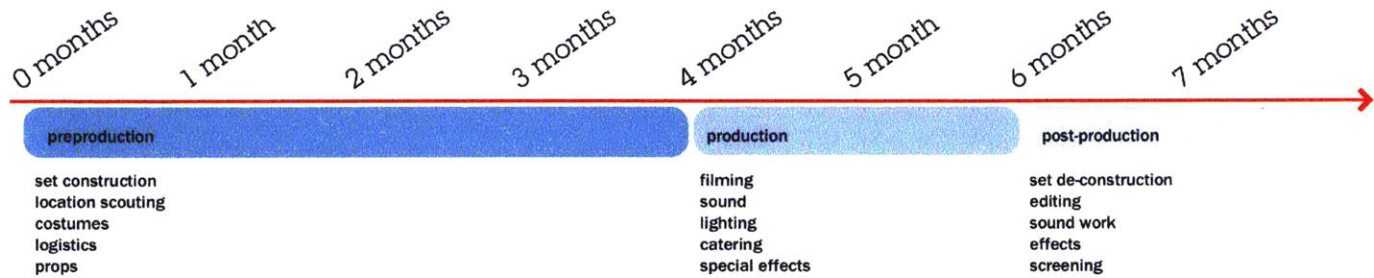 0 months
1 month
2 months
3 months
4 months
5 month
6 months
7 months
preproduction
production
post-production
set construction
location scouting
costumes
logistics
props
filming
sound
lighting
catering
special effects
set de-construction
editing
sound work
effects
screening